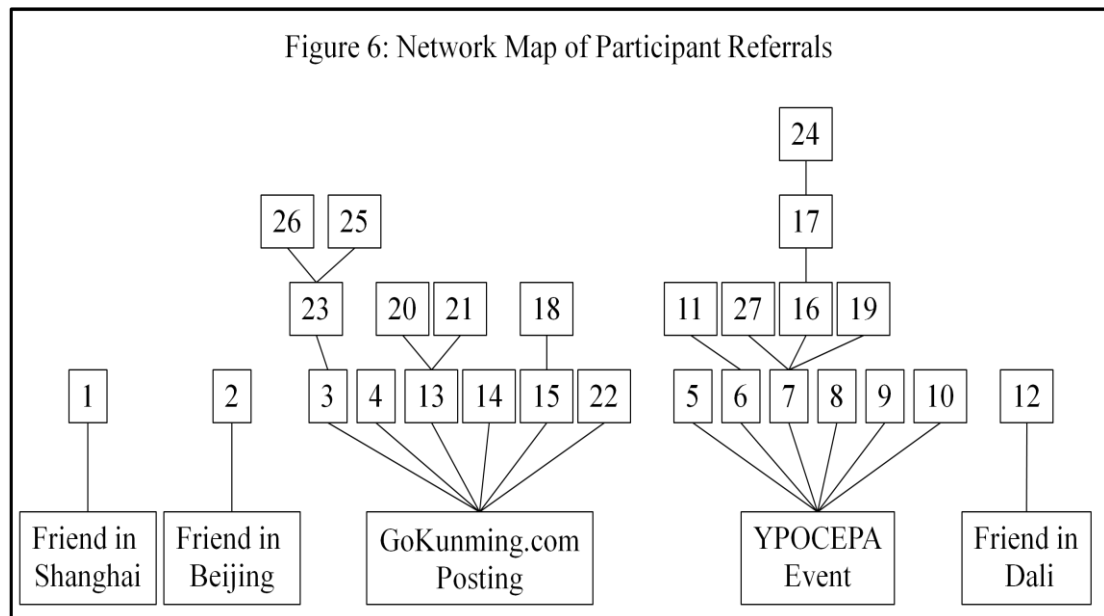 Figure 6: Network Map of Participant Referrals
24
17
26 25
23 20 21 18 11 27 16 19
1 2 3 4 13 14 15 22 5 6 7 8 9 10 12
Friend in
Shanghai
Friend in
Beijing
GoKunming.com
Posting
YPOCEPA
Event
Friend in
Dali